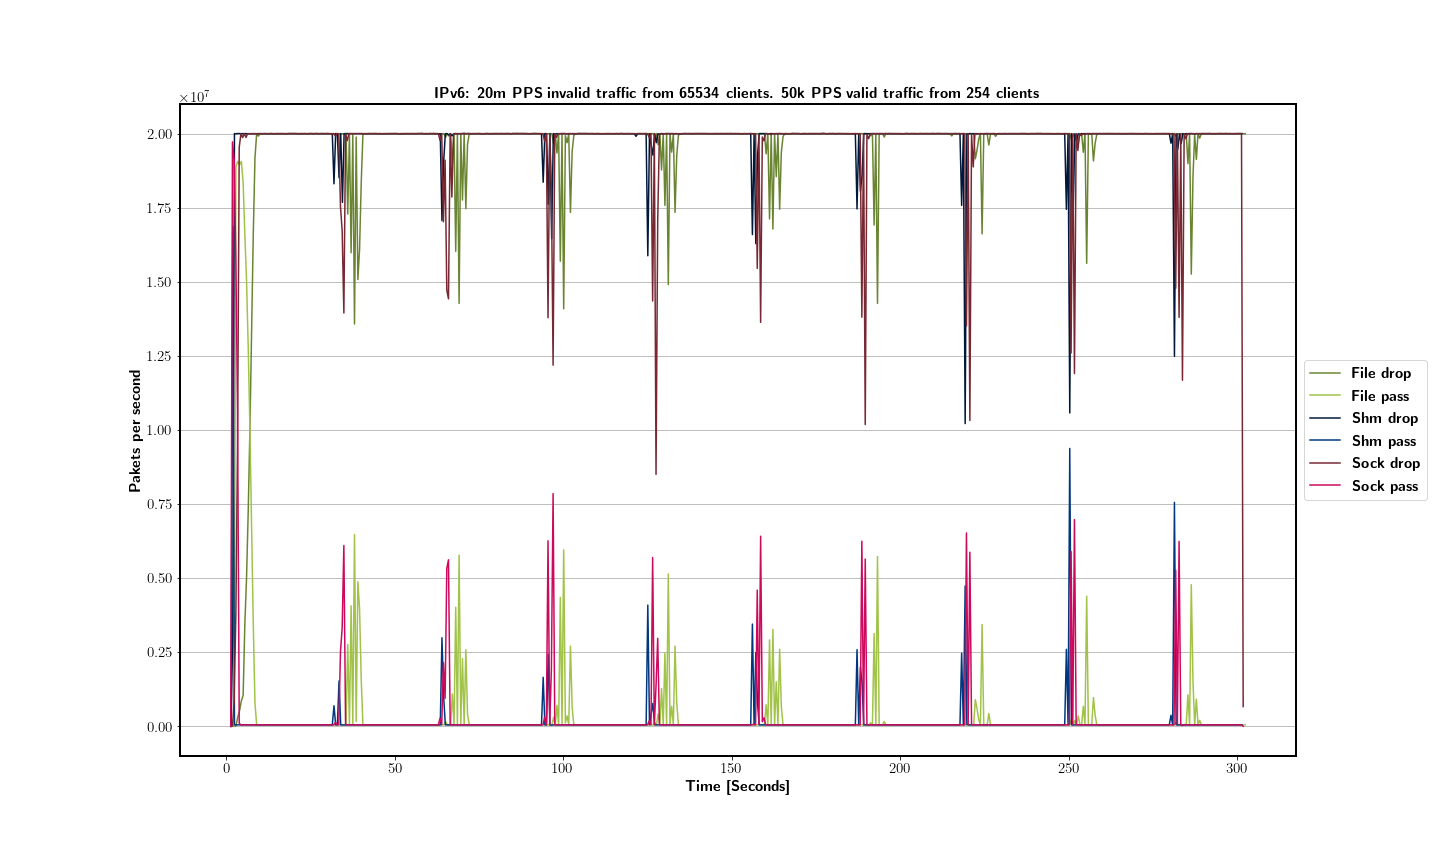 IPv6: 20m PPS invalid traffic from 65534 clients. 50k PPS valid traffic from 254 clients
×10⁷
2.00
1.75
1.50
1.25
1.00
0.75
0.50
0.25
0.00
Pakets per second
0 50 100 150 200 250 300
Time [Seconds]
File drop
File pass
Shm drop
Shm pass
Sock drop
Sock pass